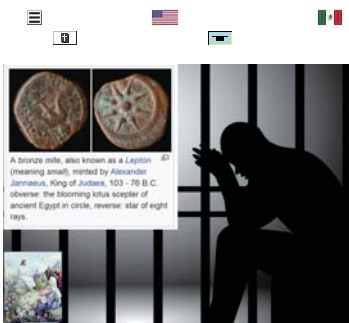 A bronze mite, also known as a Lepton
(meaning small), minted by Alexander
Jannaeus, King of Judaea, 103 - 76 B.C.
obverse: the blooming lotus scepter of
ancient Egypt in circle, reverse: star of eight
rays.